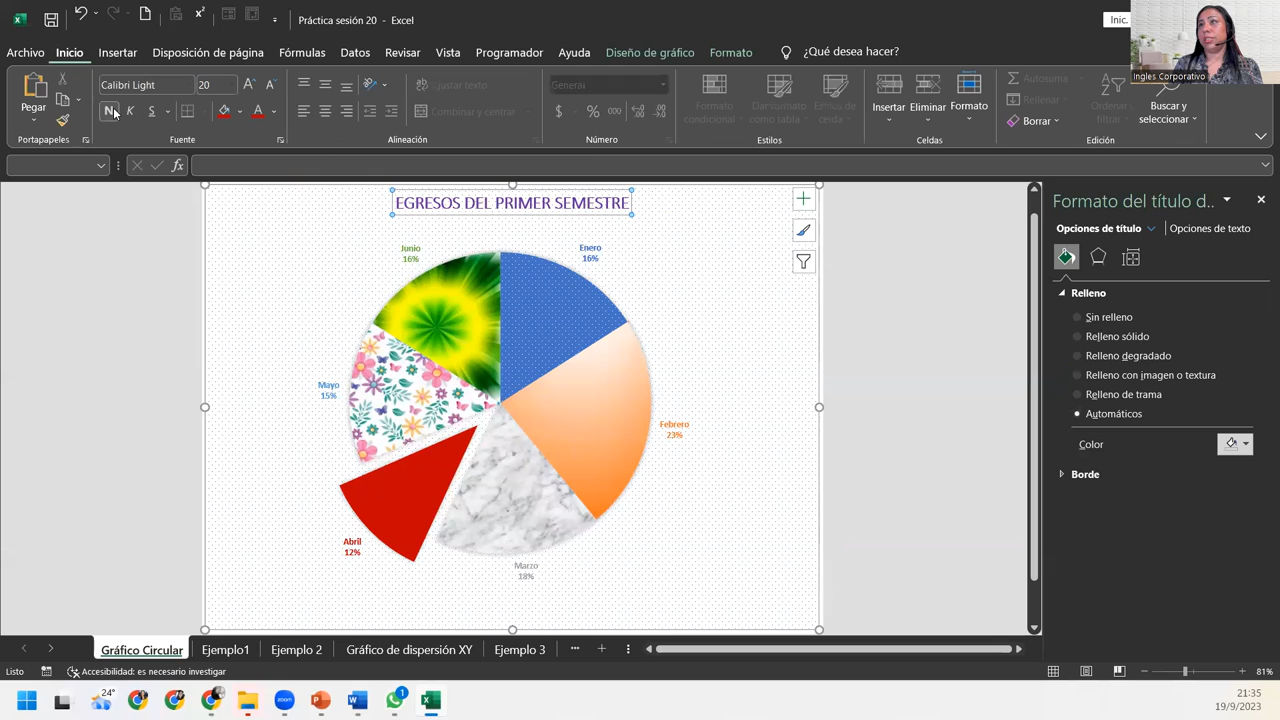 Práctica sesión 20 - Excel
Inic.
Archivo Inicio Insertar Disposición de página Fórmulas Datos Revisar Vista Programador Ayuda Diseño de gráfico Formato ¿Qué desea hacer?
Ingles Corporativo
Pegar
Calibri Light 20
N K S
Ajustar texto
Combinar y centrar
General
$ % 000
Formato condicional
Dar formato como tabla
Estilos de celda
Insertar Eliminar Formato
Autosuma
Rellenar
Borrar
Ordenar y filtrar
Buscar y seleccionar
Portapapeles Fuente Alineación Número Estilos Celdas Edición
fx
EGRESOS DEL PRIMER SEMESTRE
Junio
16%
Enero
16%
Mayo
15%
Febrero
23%
Abril
12%
Marzo
18%
Formato del título d..
Opciones de título Opciones de texto
Relleno
Sin relleno
Relleno sólido
Relleno degradado
Relleno con imagen o textura
Relleno de trama
Automáticos
Color
Borde
Gráfico Circular Ejemplo1 Ejemplo 2 Gráfico de dispersión XY Ejemplo 3
Listo Accesibilidad: es necesario investigar 81%
24°
zoom
1
21:35
19/9/2023